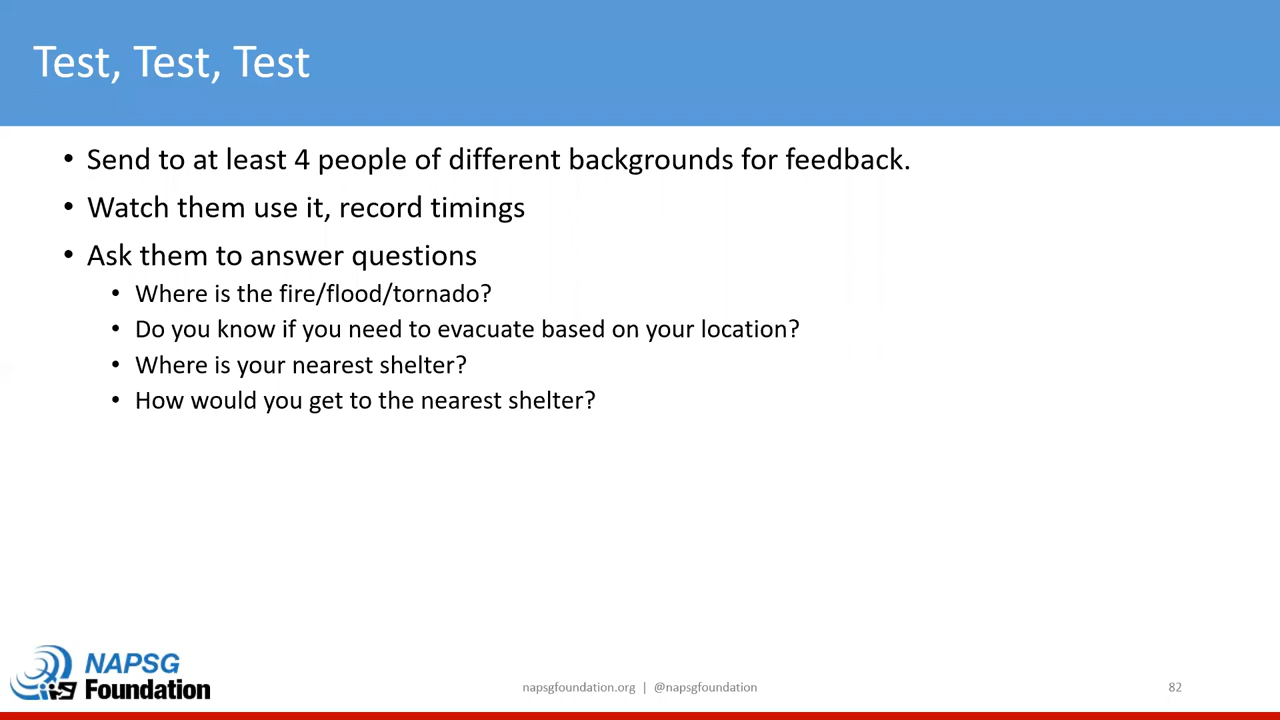 Test, Test, Test
• Send to at least 4 people of different backgrounds for feedback.
• Watch them use it, record timings
• Ask them to answer questions
• Where is the fire/flood/tornado?
• Do you know if you need to evacuate based on your location?
• Where is your nearest shelter?
• How would you get to the nearest shelter?
NAPSG
Foundation
napsgfoundation.org | @napsgfoundation
82